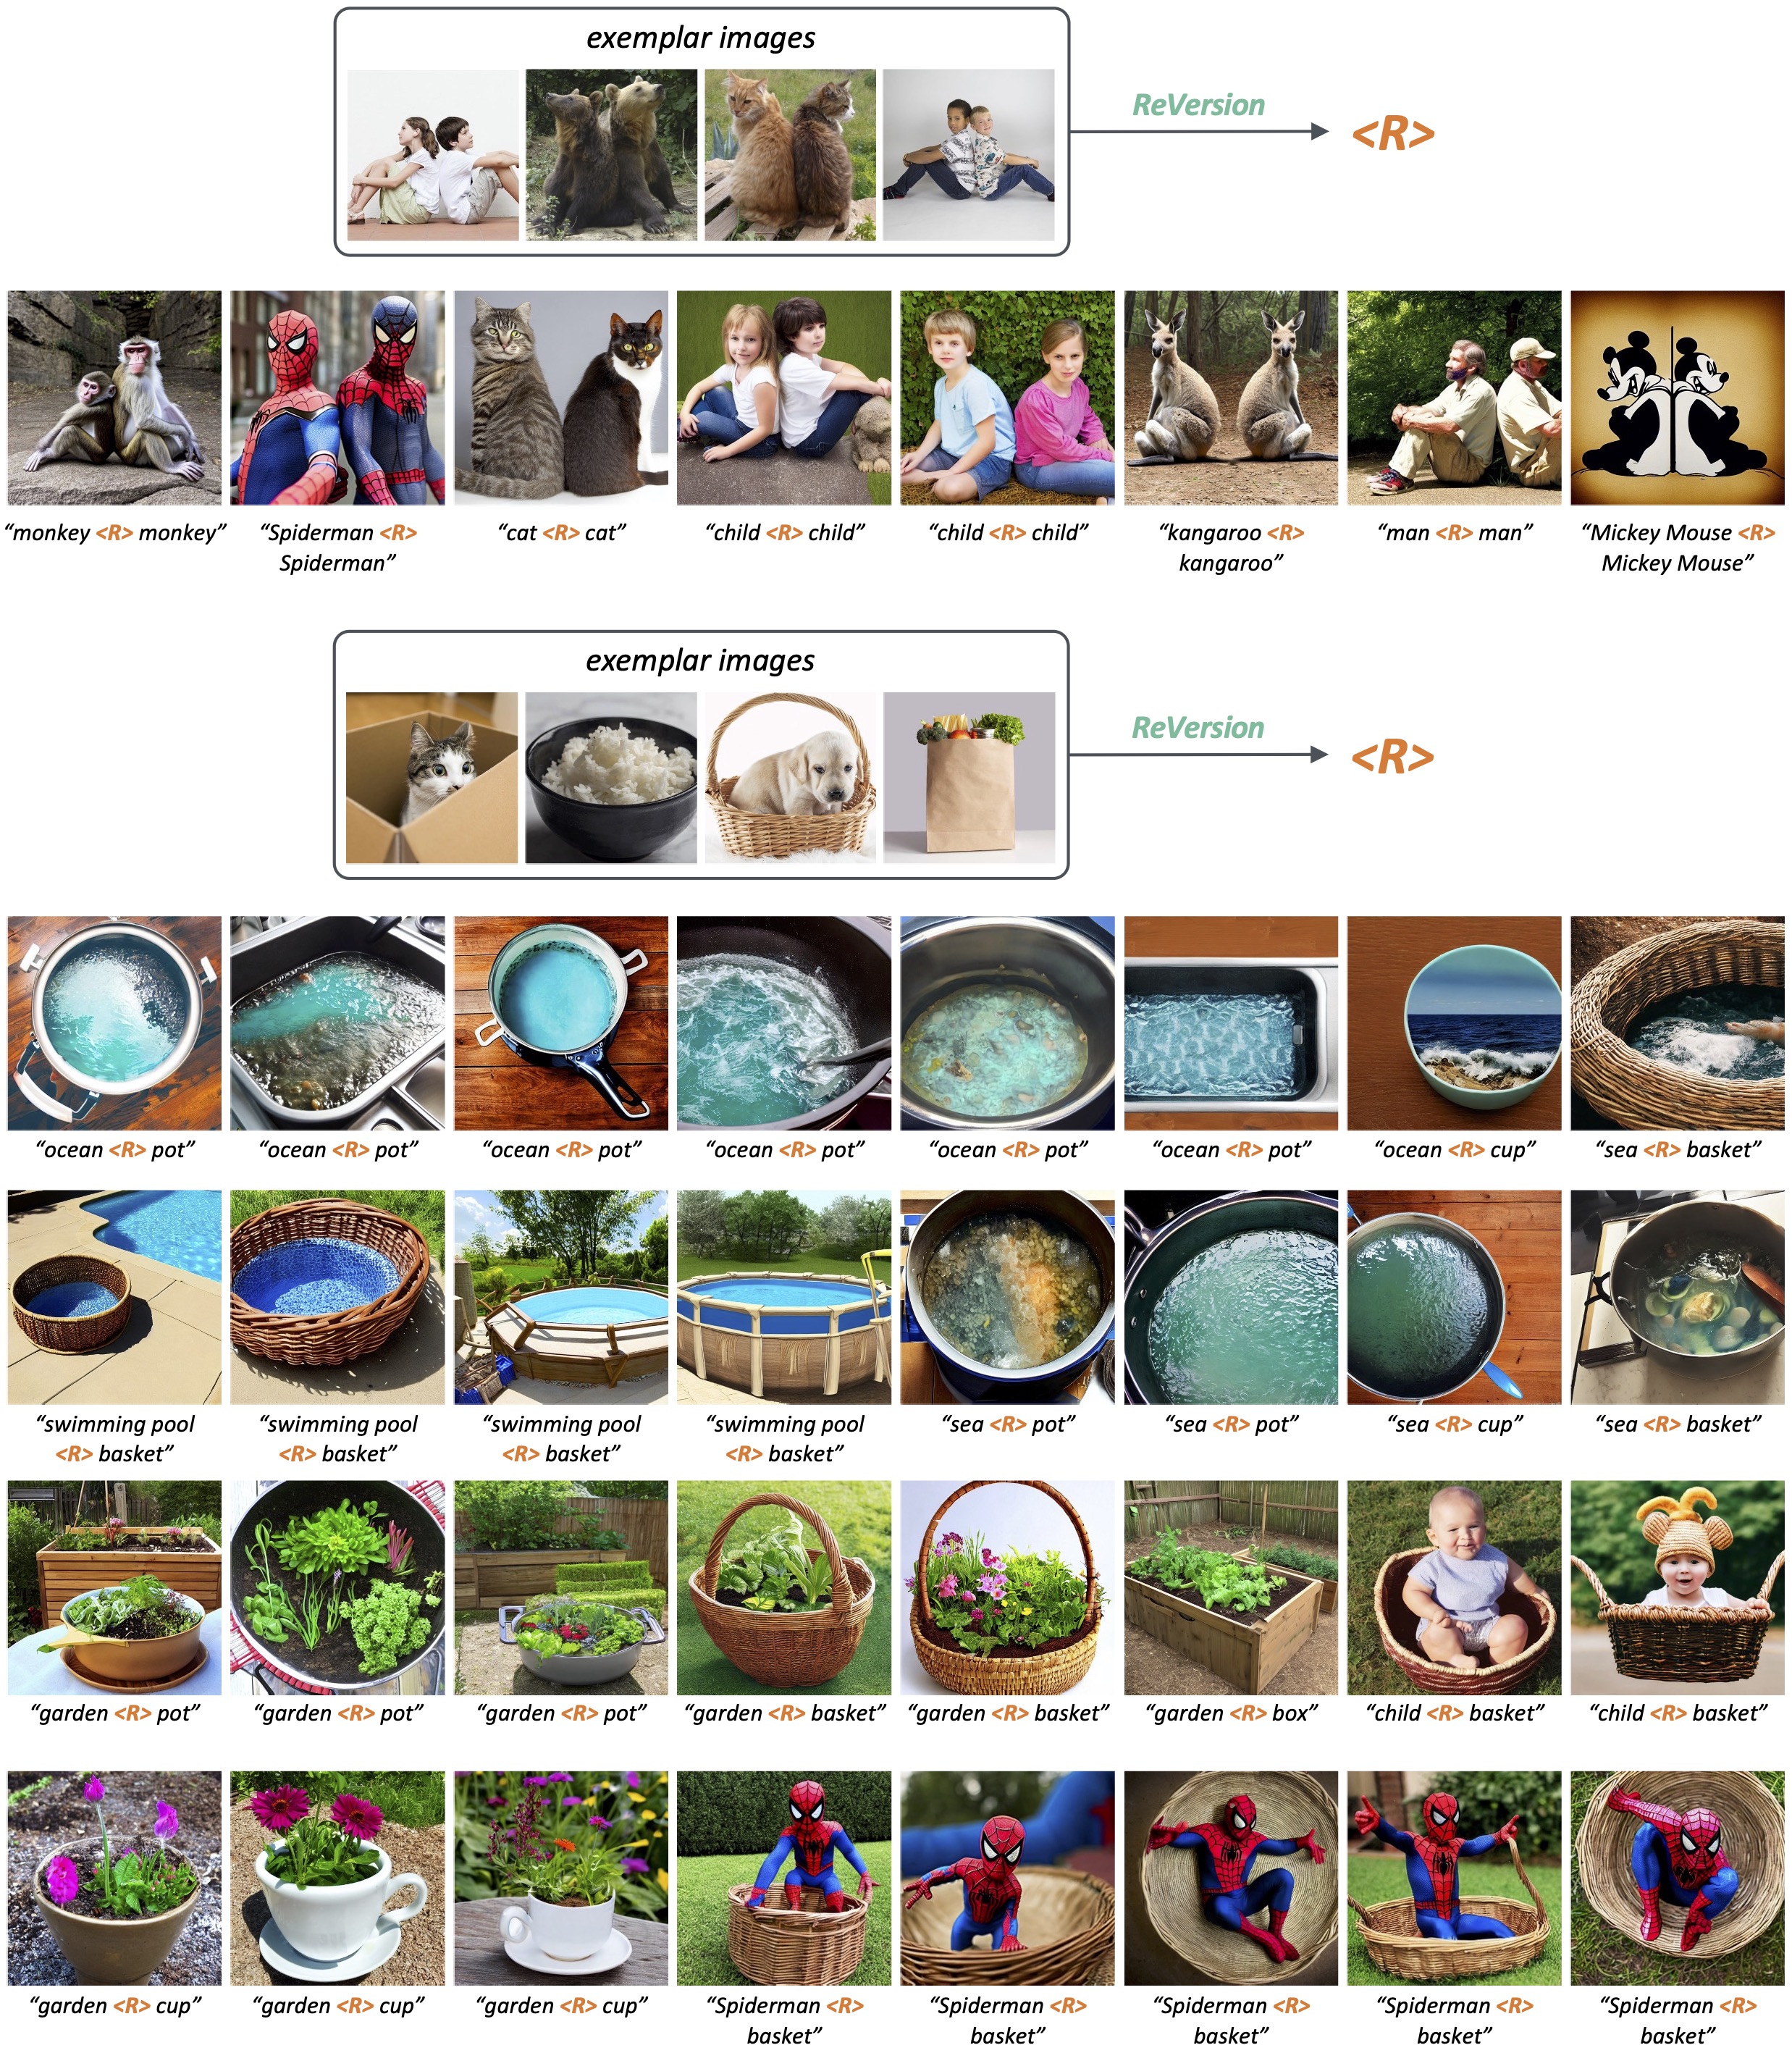 exemplar images
ReVersion
<R>
“monkey <R> monkey”
“Spiderman <R>
Spiderman”
“cat <R> cat”
“child <R> child”
“child <R> child”
“kangaroo <R>
kangaroo”
“man <R> man”
“Mickey Mouse <R>
Mickey Mouse”
exemplar images
ReVersion
<R>
“ocean <R> pot”
“ocean <R> pot”
“ocean <R> pot”
“ocean <R> pot”
“ocean <R> pot”
“ocean <R> pot”
“ocean <R> cup”
“sea <R> basket”
“swimming pool
<R> basket”
“swimming pool
<R> basket”
“swimming pool
<R> basket”
“swimming pool
<R> basket”
“sea <R> pot”
“sea <R> pot”
“sea <R> cup”
“sea <R> basket”
“garden <R> pot”
“garden <R> pot”
“garden <R> pot”
“garden <R> basket”
“garden <R> basket”
“garden <R> box”
“child <R> basket”
“child <R> basket”
“garden <R> cup”
“garden <R> cup”
“garden <R> cup”
“Spiderman <R>
basket”
“Spiderman <R>
basket”
“Spiderman <R>
basket”
“Spiderman <R>
basket”
“Spiderman <R>
basket”